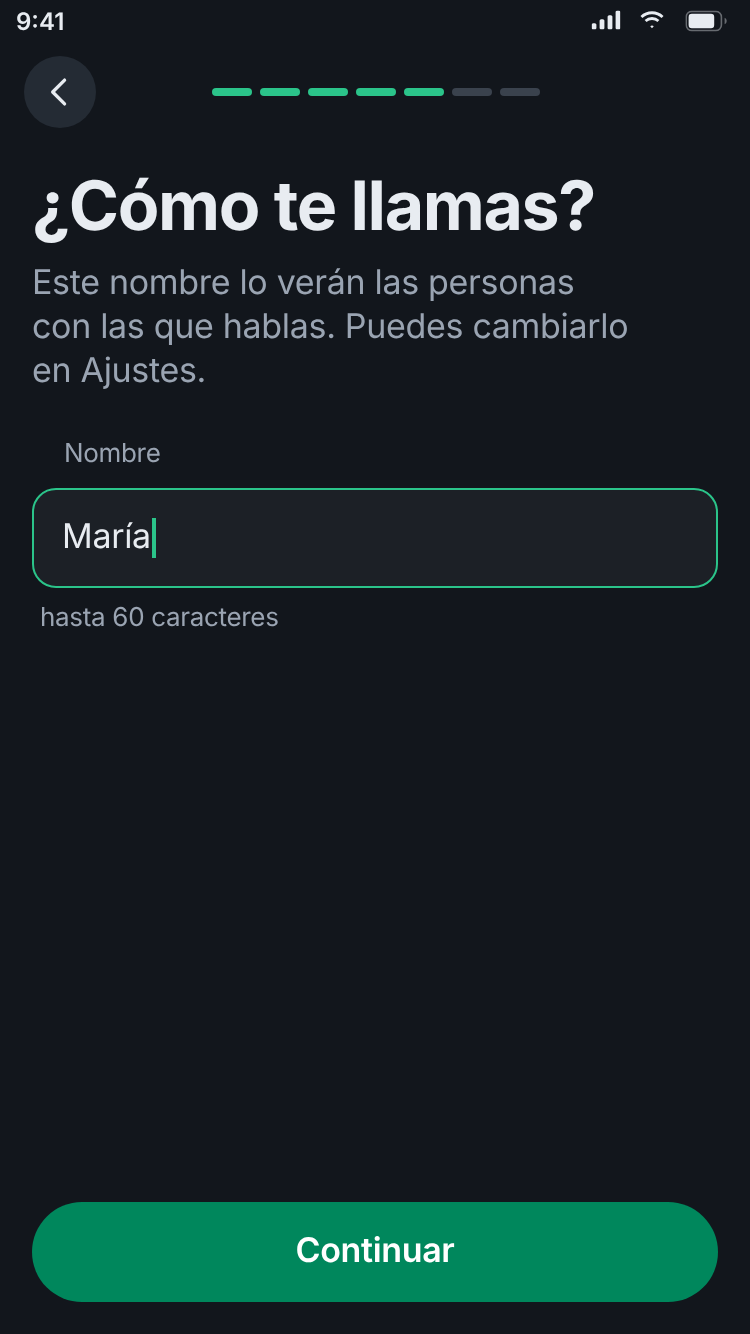 9:41
¿Cómo te llamas?
Este nombre lo verán las personas
con las que hablas. Puedes cambiarlo
en Ajustes.
Nombre
María
hasta 60 caracteres
Continuar